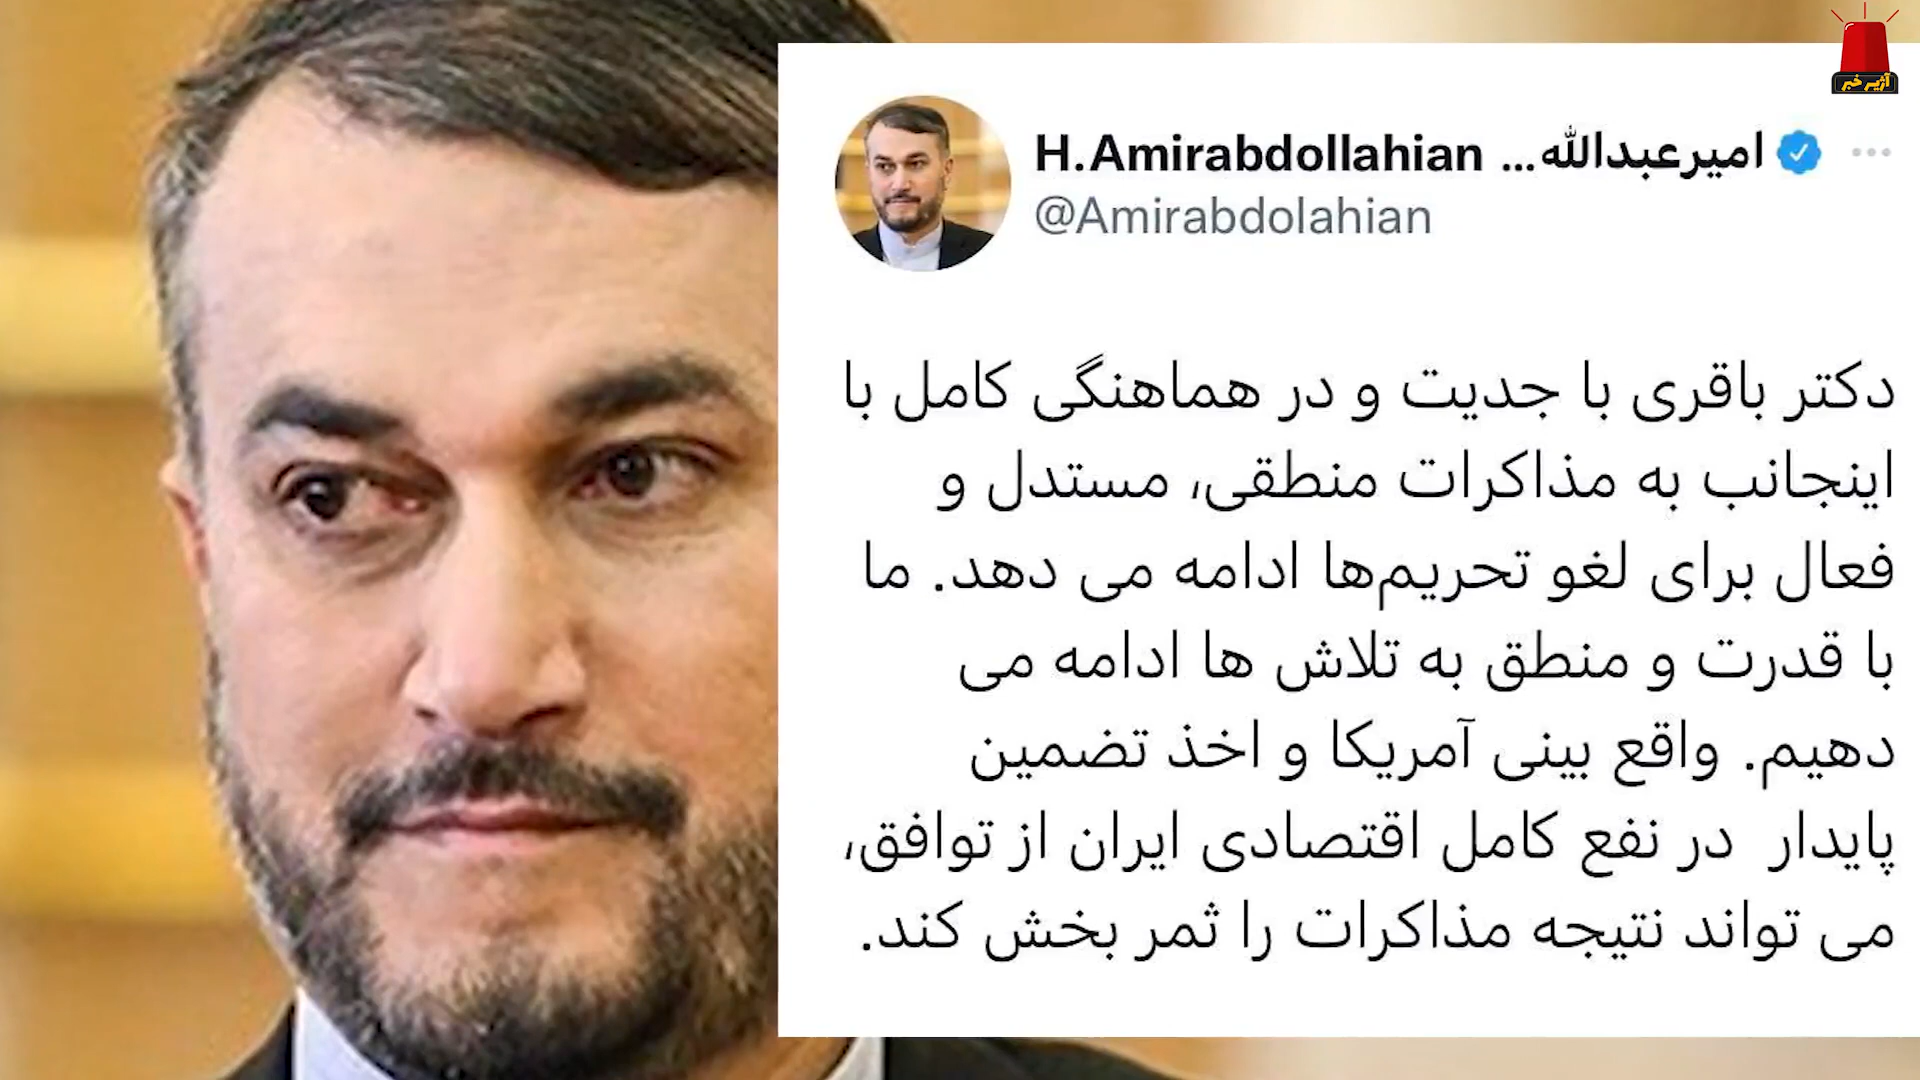 آژیر خبر
H.Amirabdollahian امیرعبدالله...
@Amirabdolahian
دکتر باقری با جدیت و در هماهنگی کامل با
اینجانب به مذاکرات منطقی، مستدل و
فعال برای لغو تحریم‌ها ادامه می دهد. ما
با قدرت و منطق به تلاش ها ادامه می
دهیم. واقع بینی آمریکا و اخذ تضمین
پایدار در نفع کامل اقتصادی ایران از توافق،
می تواند نتیجه مذاکرات را ثمر بخش کند.